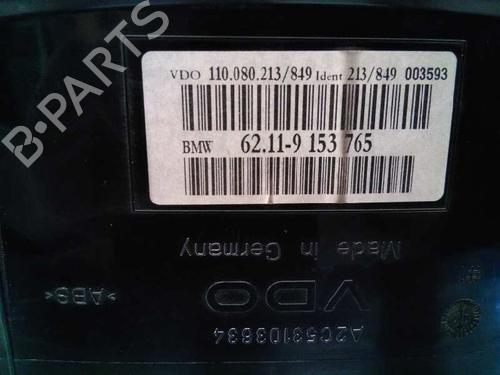 VDO 110.080.213/849 Ident 213/849 003593
BMW 62.11-9 153 765
Made in Germany
>ABS<
VDO
A2C53103634
B-PARTS